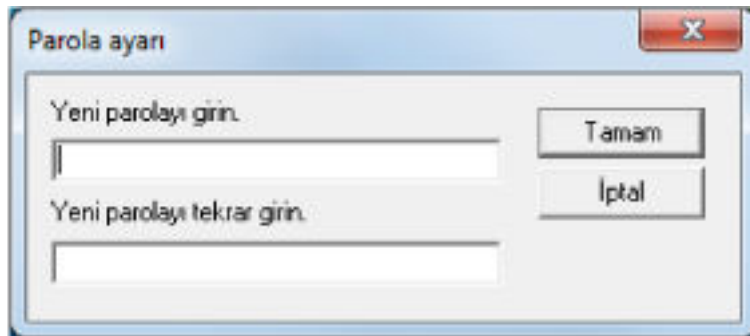 Parola ayarı
Yeni parolayı girin.
Tamam
İptal
Yeni parolayı tekrar girin.